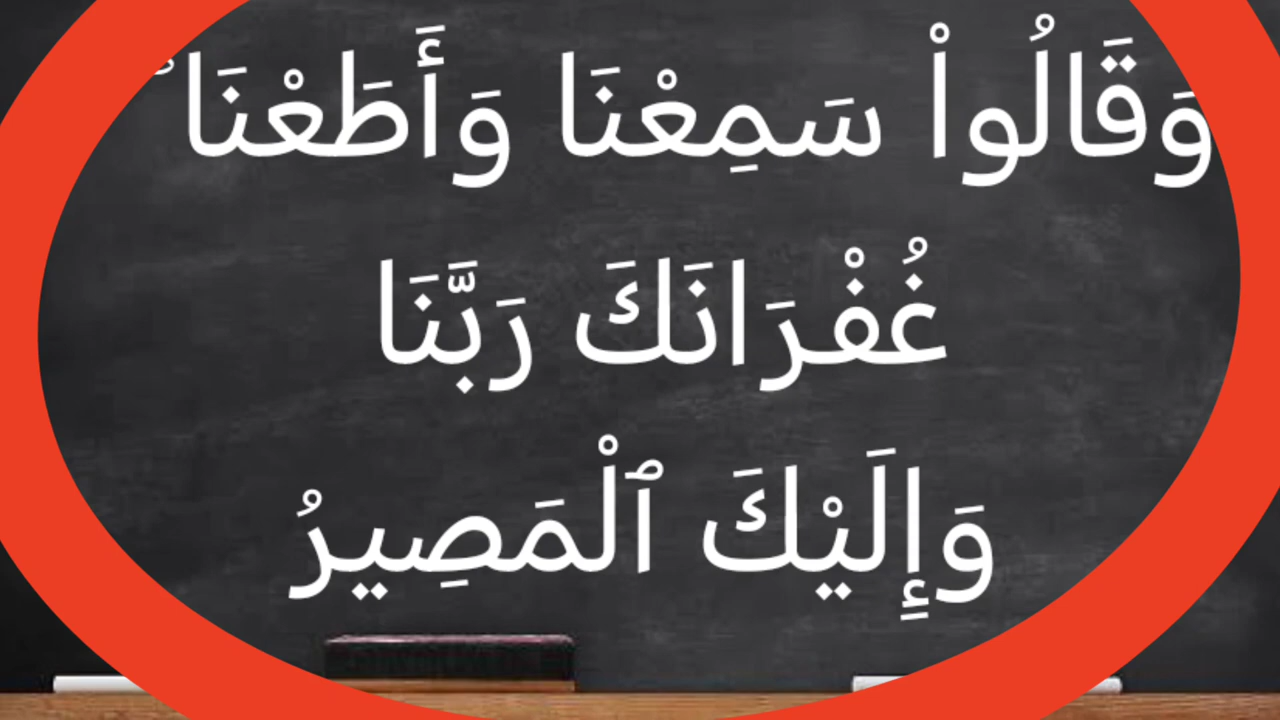 وَقَالُوا۟ سَمِعْنَا وَأَطَعْنَا
غُفْرَانَكَ رَبَّنَا
وَإِلَيْكَ ٱلْمَصِيرُ